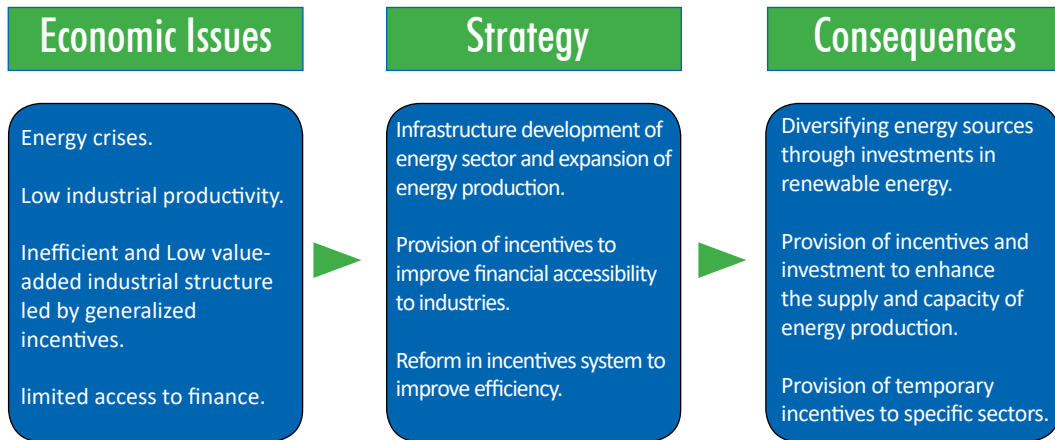 Economic Issues
Energy crises.
Low industrial productivity.
Inefficient and Low value-
added industrial structure
led by generalized
incentives.
limited access to finance.
Strategy
Infrastructure development of
energy sector and expansion of
energy production.
Provision of incentives to
improve financial accessibility
to industries.
Reform in incentives system to
improve efficiency.
Consequences
Diversifying energy sources
through investments in
renewable energy.
Provision of incentives and
investment to enhance
the supply and capacity of
energy production.
Provision of temporary
incentives to specific sectors.